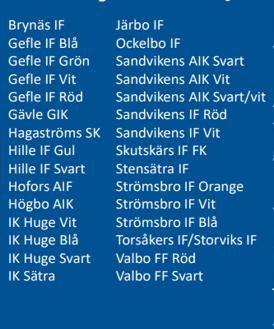 Brynäs IF
Gefle IF Blå
Gefle IF Grön
Gefle IF Vit
Gefle IF Röd
Gävle GIK
Hagaströms SK
Hille IF Gul
Hille IF Svart
Hofors AIF
Högbo AIK
IK Huge Vit
IK Huge Blå
IK Huge Svart
IK Sätra
Järbo IF
Ockelbo IF
Sandvikens AIK Svart
Sandvikens AIK Vit
Sandvikens AIK Svart/vit
Sandvikens IF Röd
Sandvikens IF Vit
Skutskärs IF FK
Stensätra IF
Strömsbro IF Orange
Strömsbro IF Vit
Strömsbro IF Blå
Torsåkers IF/Storviks IF
Valbo FF Röd
Valbo FF Svart